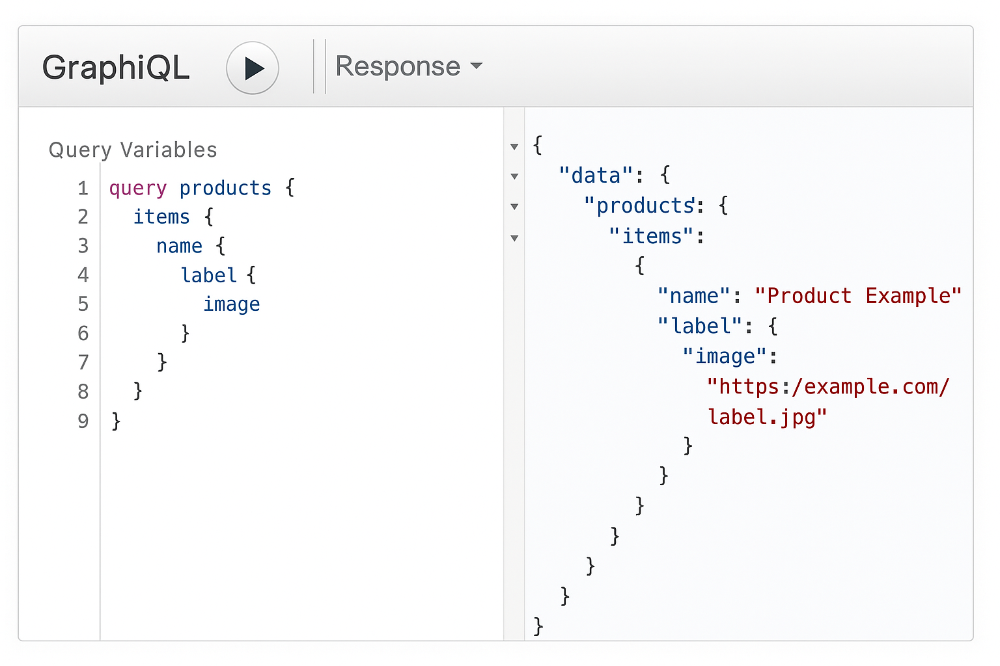 GraphiQL
Response
Query Variables
1 query products {
2 items {
3 name {
4 label {
5 image
6 }
7 }
8 }
9 }
{
"data": {
"products': {
"items":
{
"name": "Product Example"
"label": {
"image":
"https:/example.com/
label.jpg"
}
}
}
}
}
}
}